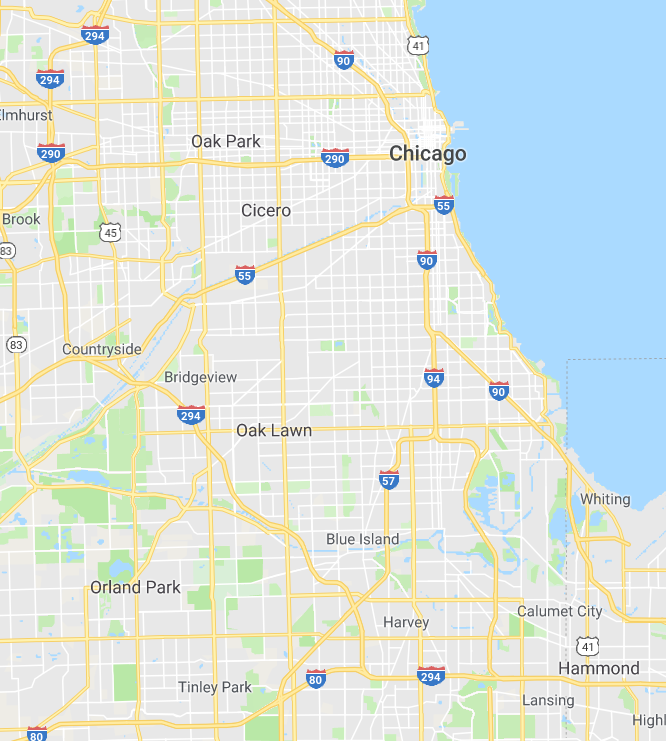 294
41
90
294
Elmhurst
Oak Park
290
290
Chicago
55
Cicero
Brook
45
83
90
55
83
Countryside
Bridgeview
94
90
294
Oak Lawn
57
Whiting
Blue Island
Orland Park
Calumet City
Harvey
41
Hammond
80
294
Tinley Park
Lansing
Highl
80